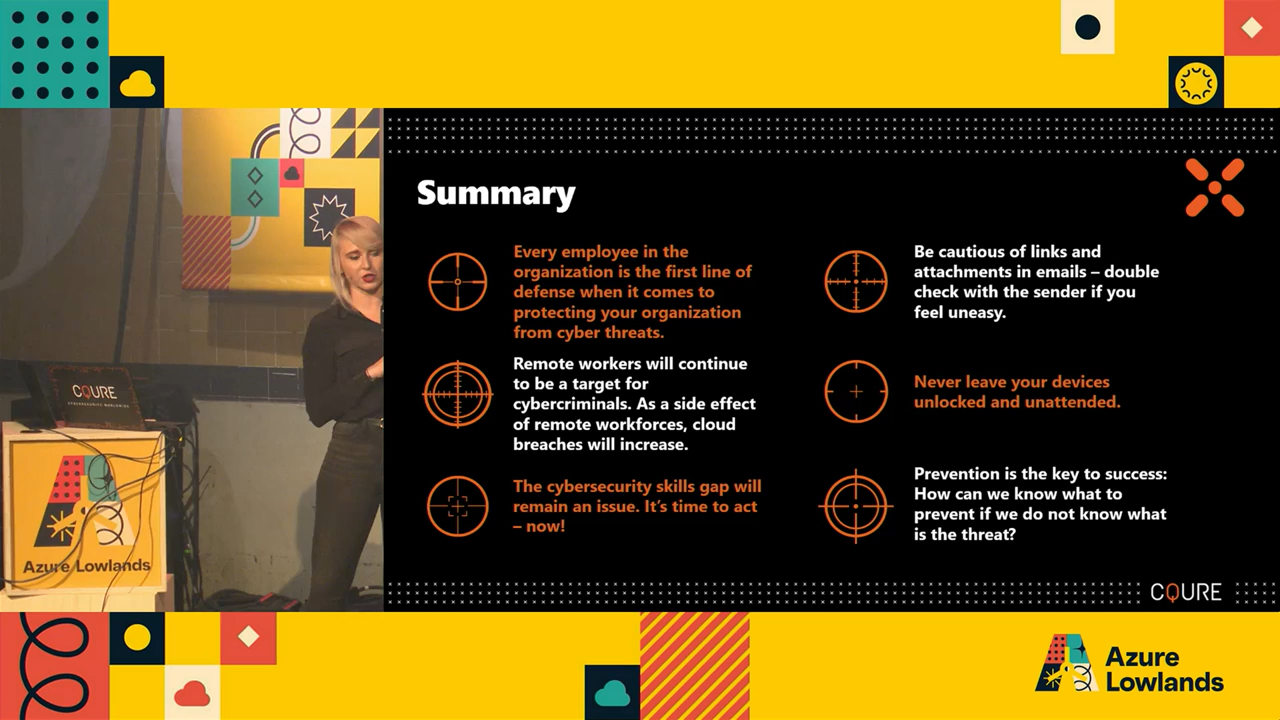 Summary
Every employee in the
organization is the first line of
defense when it comes to
protecting your organization
from cyber threats.
Remote workers will continue
to be a target for
cybercriminals. As a side effect
of remote workforces, cloud
breaches will increase.
The cybersecurity skills gap will
remain an issue. It's time to act
– now!
Be cautious of links and
attachments in emails – double
check with the sender if you
feel uneasy.
Never leave your devices
unlocked and unattended.
Prevention is the key to success:
How can we know what to
prevent if we do not know what
is the threat?
CQURE
CQURE
Azure Lowlands
Azure
Lowlands